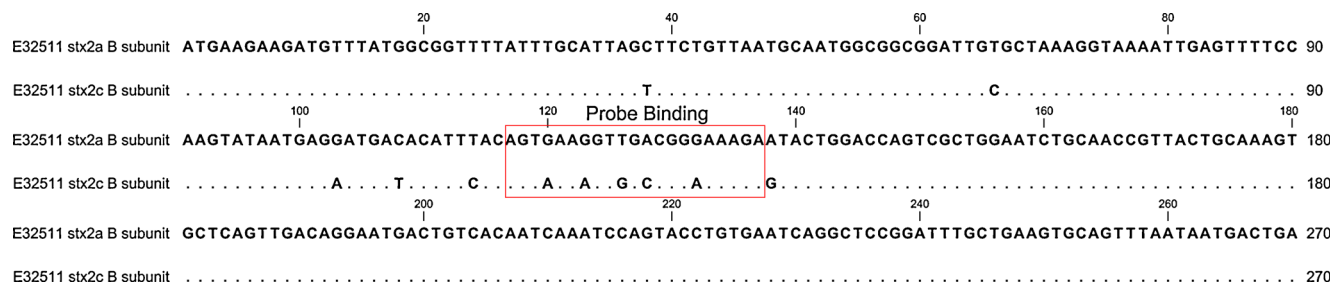 20 40 60 80
E32511 stx2a B subunit ATGAAGAAGATGTTTATGGCGGTTTTATTTGCATTAGCTTCTGTTAATGCAATGGCGGCGGATTGTGCTAAAGGTAAAATTGAGTTTTCC 90
E32511 stx2c B subunit .....................................T...........................C........................ 90
Probe Binding
100 120 140 160 180
E32511 stx2a B subunit AAGTATAATGAGGATGACACATTTACAGTGAAGGTTGACGGGAAAGAATACTGGACCAGTCGCTGGAATCTGCAACCGTTACTGCAAAGT 180
E32511 stx2c B subunit ............A....T.....C.....A..A..G.C...A.....G.......................................... 180
200 220 240 260
E32511 stx2a B subunit GCTCAGTTGACAGGAATGACTGTCACAATCAAATCCAGTACCTGTGAATCAGGCTCCGGATTTGCTGAAGTGCAGTTTAATAATGACTGA 270
E32511 stx2c B subunit .......................................................................................... 270